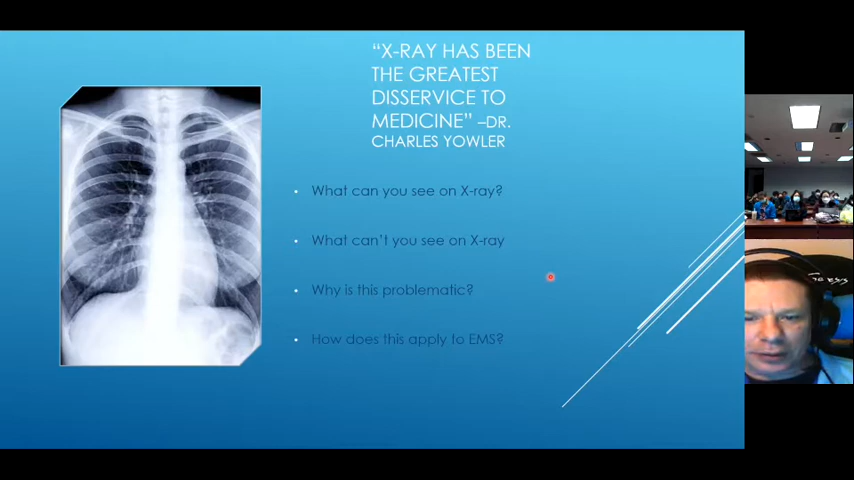 “X-RAY HAS BEEN
THE GREATEST
DISSERVICE TO
MEDICINE” –DR.
CHARLES YOWLER
• What can you see on X-ray?
• What can’t you see on X-ray
• Why is this problematic?
• How does this apply to EMS?